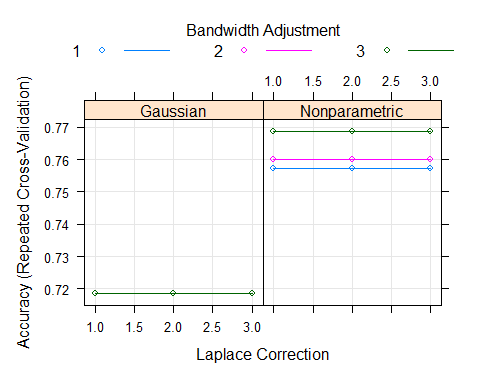 Bandwidth Adjustment
1 2 3
1.0 1.5 2.0 2.5 3.0
Gaussian Nonparametric
Accuracy (Repeated Cross-Validation)
0.77
0.76
0.75
0.74
0.73
0.72
1.0 1.5 2.0 2.5 3.0
Laplace Correction